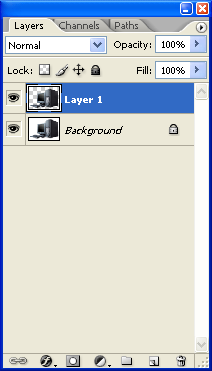 Layers Channels Paths
Normal Opacity: 100%
Lock: Fill: 100%
Layer 1
Background